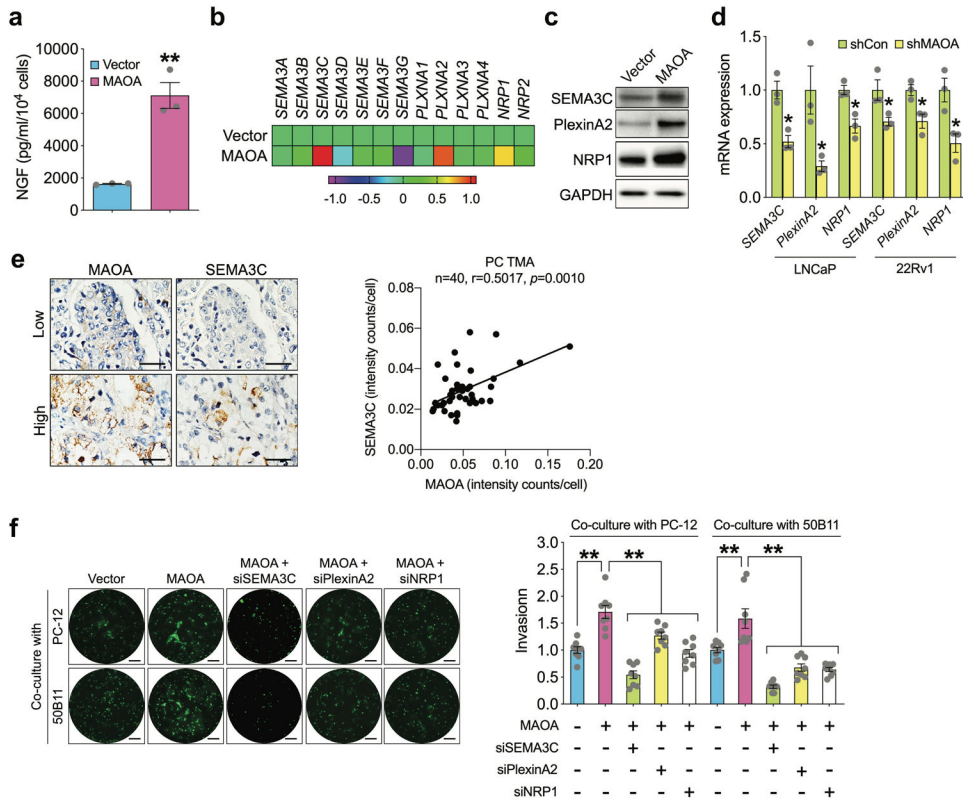 a
NGF (pg/ml/10⁴ cells)
10000
8000
6000
4000
2000
0
Vector
MAOA
**
b
SEMA3A
SEMA3B
SEMA3C
SEMA3D
SEMA3E
SEMA3F
SEMA3G
PLXNA1
PLXNA2
PLXNA3
PLXNA4
NRP1
NRP2
Vector
MAOA
-1.0 -0.5 0 0.5 1.0
c
Vector
MAOA
SEMA3C
PlexinA2
NRP1
GAPDH
d
shCon shMAOA
mRNA expression
1.5
1.0
0.5
0.0
* * * * * *
SEMA3C
PlexinA2
NRP1
SEMA3C
PlexinA2
NRP1
LNCaP 22Rv1
e
MAOA SEMA3C
Low
High
PC TMA
n=40, r=0.5017, p=0.0010
SEMA3C (intensity counts/cell)
0.08
0.06
0.04
0.02
0.00
0.00 0.05 0.10 0.15 0.20
MAOA (intensity counts/cell)
f
Vector MAOA MAOA + siSEMA3C MAOA + siPlexinA2 MAOA + siNRP1
Co-culture with
PC-12
50B11
Co-culture with PC-12 Co-culture with 50B11
Invasionn
3.0
2.5
2.0
1.5
1.0
0.5
0.0
** ** ** **
MAOA - + + + + - + + + +
siSEMA3C - - + - - - - + - -
siPlexinA2 - - - + - - - - + -
siNRP1 - - - - + - - - - +